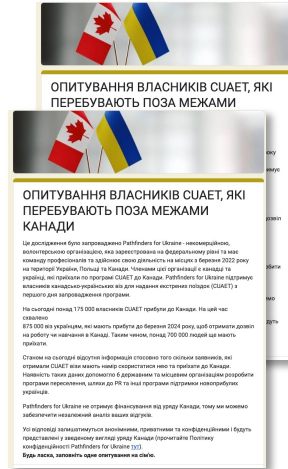 ОПИТУВАННЯ ВЛАСНИКІВ CUAET, ЯКІ
ПЕРЕБУВАЮТЬ ПОЗА МЕЖАМИ
ОПИТУВАННЯ ВЛАСНИКІВ CUAET, ЯКІ
ПЕРЕБУВАЮТЬ ПОЗА МЕЖАМИ
КАНАДИ
Це дослідження було запроваджено Pathfinders for Ukraine - некомерційною,
волонтерською організацією, яка зареєстрована на федеральному рівні та має
команду професіоналів та здійснює свою діяльність на місцях з березня 2022 року
на території України, Польщі та Канади. Членами цієї організації є канадці та
українці, які приїхали по програмі CUAET до Канади. Pathfinders for Ukraine підтримує
власників канадсько-українських віз для надання екстрених поїздок (CUAET) з
першого дня запровадження програми.
На сьогодні понад 175 000 власників CUAET прибули до Канади. На цей час
схвалено
875 000 віз українцям, які мають прибути до березня 2024 року, щоб отримати дозвіл
на роботу чи навчання в Канаді. Таким чином, понад 700 000 людей ще мають
приїхати.
Станом на сьогодні відсутня інформація стосовно того скільки заявників, які
отримали CUAET візи мають намір скористатися нею та приїхати до Канади.
Наявність таких даних допомогло б державним та місцевим організаціям розробити
програми переселення, шляхи до PR та інші програми підтримки новоприбулих
українців.
Pathfinders for Ukraine не отримує фінансування від уряду Канади, тому ми можемо
забезпечити незалежний аналіз ваших відгуків.
Усі відповіді залишатимуться анонімними, приватними та конфіденційними і будуть
представлені у зведеному вигляді уряду Канади (прочитайте Політику
конфіденційності Pathfinders for Ukraine тут).
Будь ласка, заповніть одне опитування на сім'ю.